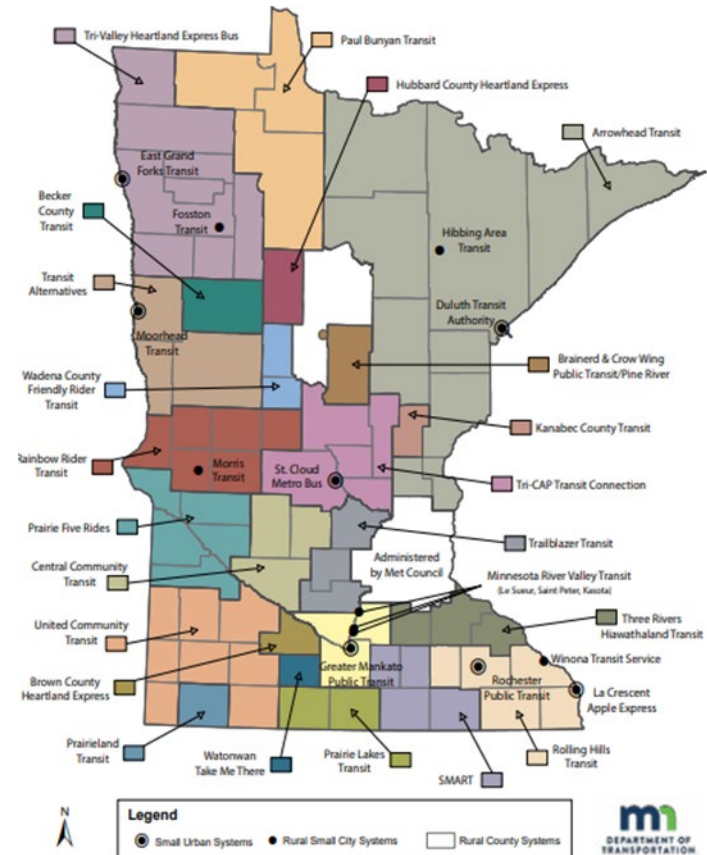 Tri-Valley Heartland Express Bus
Paul Bunyan Transit
Hubbard County Heartland Express
Arrowhead Transit
East Grand
Forks Transit
Becker
County
Transit
Fosston
Transit
Hibbing Area
Transit
Transit
Alternatives
Duluth Transit
Authority
Moorhead
Transit
Brainerd & Crow Wing
Public Transit/Pine River
Wadena County
Friendly Rider
Transit
Kanabec County Transit
Rainbow Rider
Transit
Morris
Transit
St. Cloud
Metro Bus
Tri-CAP Transit Connection
Prairie Five Rides
Trailblazer Transit
Central Community
Transit
Administered
by Met Council
Minnesota River Valley Transit
(Le Sueur, Saint Peter, Kasota)
United Community
Transit
Three Rivers
Hiawathaland Transit
Brown County
Heartland Express
Greater Mankato
Public Transit
Winona Transit Service
Rochester
Public Transit
La Crescent
Apple Express
Prairieland
Transit
Watonwan
Take Me There
Prairie Lakes
Transit
SMART
Rolling Hills
Transit
N
Legend
Small Urban Systems
Rural Small City Systems
Rural County Systems
DEPARTMENT OF
TRANSPORTATION